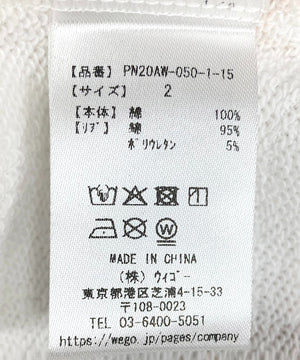 【品番】 PN20AW-050-1-15
【サイズ】 2
【本体】 綿 100%
【リブ】 綿 95%
ポリウレタン 5%
MADE IN CHINA
(株) ウィゴー
東京都港区芝浦4-15-33
〒108-0023
TEL 03-6400-5051
https://wego.jp/pages/company